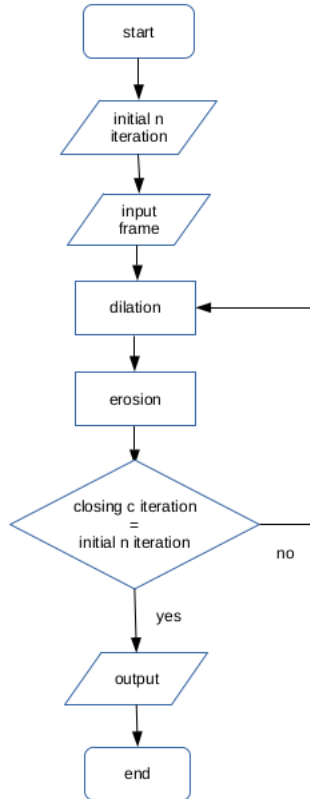 start
initial n
iteration
input
frame
dilation
erosion
closing c iteration
=
initial n iteration
no
yes
output
end